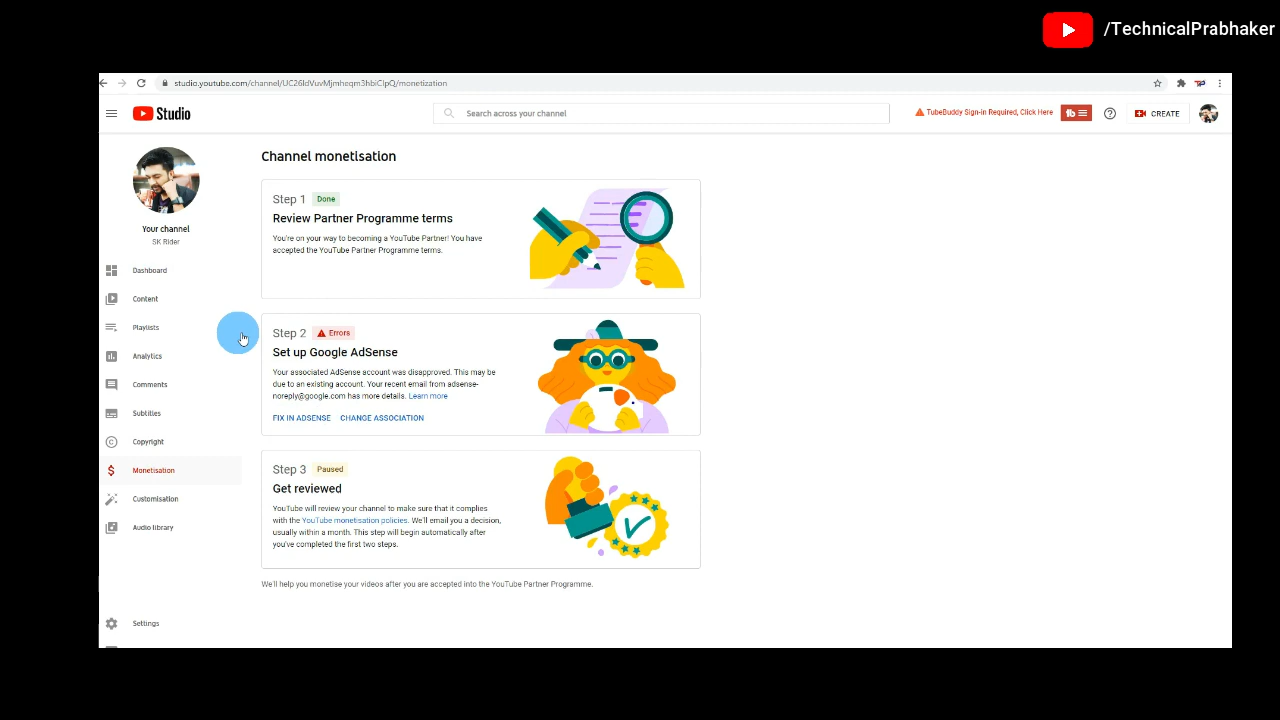 /TechnicalPrabhaker
studio.youtube.com/channel/UC26IdVuvMjmheqm3hbiClpQ/monetization
Studio
Search across your channel
TubeBuddy Sign-in Required, Click Here
tb
CREATE
Your channel
SK Rider
Dashboard
Content
Playlists
Analytics
Comments
Subtitles
Copyright
Monetisation
Customisation
Audio library
Settings
Channel monetisation
Step 1 Done
Review Partner Programme terms
You're on your way to becoming a YouTube Partner! You have
accepted the YouTube Partner Programme terms.
Step 2 Errors
Set up Google AdSense
Your associated AdSense account was disapproved. This may be
due to an existing account. Your recent email from adsense-
noreply@google.com has more details. Learn more
FIX IN ADSENSE CHANGE ASSOCIATION
Step 3 Paused
Get reviewed
YouTube will review your channel to make sure that it complies
with the YouTube monetisation policies. We'll email you a decision,
usually within a month. This step will begin automatically after
you've completed the first two steps.
We'll help you monetise your videos after you are accepted into the YouTube Partner Programme.